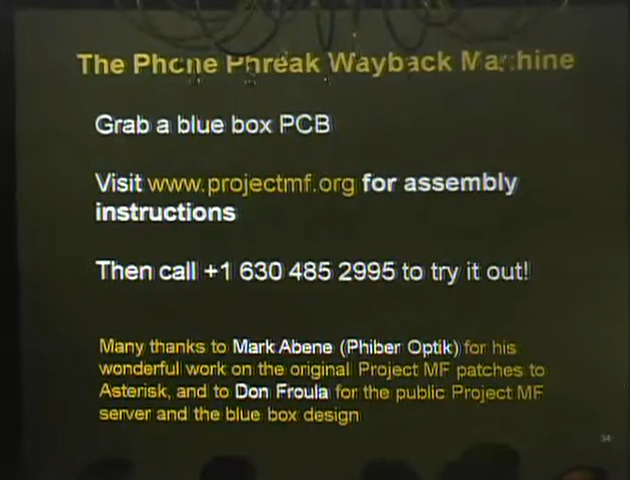 The Phone Phreak Wayback Machine
Grab a blue box PCB
Visit www.projectmf.org for assembly
instructions
Then call +1 630 485 2995 to try it out!
Many thanks to Mark Abene (Phiber Optik) for his
wonderful work on the original Project MF patches to
Asterisk, and to Don Froula for the public Project MF
server and the blue box design
34